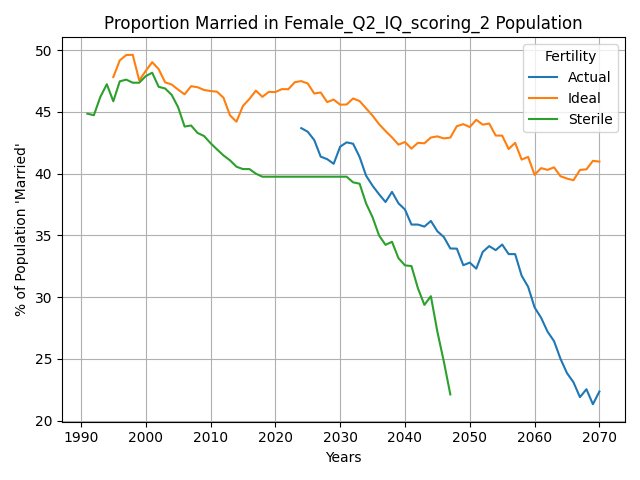 Proportion Married in Female_Q2_IQ_scoring_2 Population
% of Population 'Married'
50
45
40
35
30
25
20
Fertility
Actual
Ideal
Sterile
1990 2000 2010 2020 2030 2040 2050 2060 2070
Years